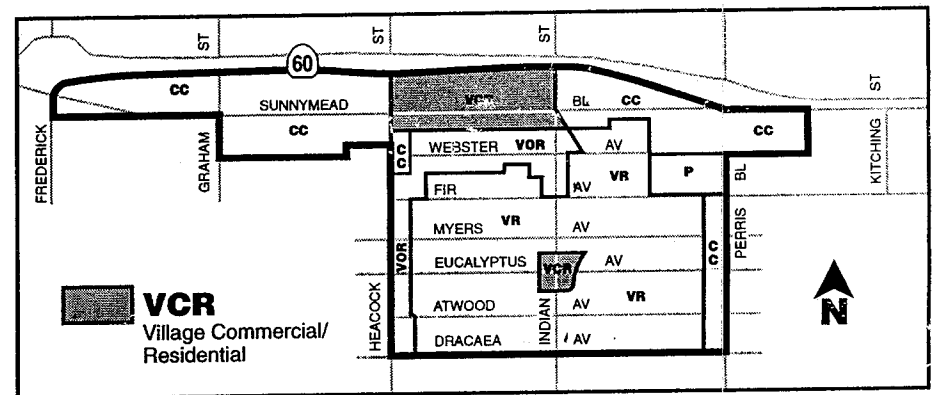 ST
ST
ST
60
CC
SUNNYMEAD
BL
CC
ST
CC
CC
FREDERICK
GRAHAM
C
C
WEBSTER
VOR
AV
VR
P
BL
KITCHING
FIR
AV
MYERS
VR
AV
VOR
EUCALYPTUS
VCR
AV
C
C
PERRIS
VCR
Village Commercial/
Residential
HEACOCK
ATWOOD
INDIAN
AV
VR
DRACAEA
AV
N